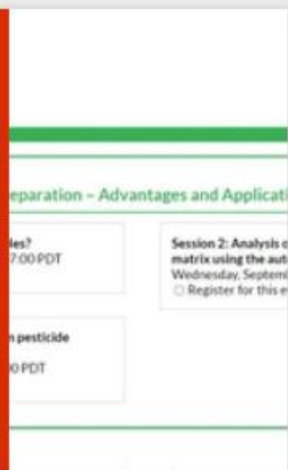 eparation – Advantages and Applicati
les?
7:00 PDT
n pesticide
0 PDT
Session 2: Analysis o
matrix using the aut
Wednesday, Septemb
Register for this e